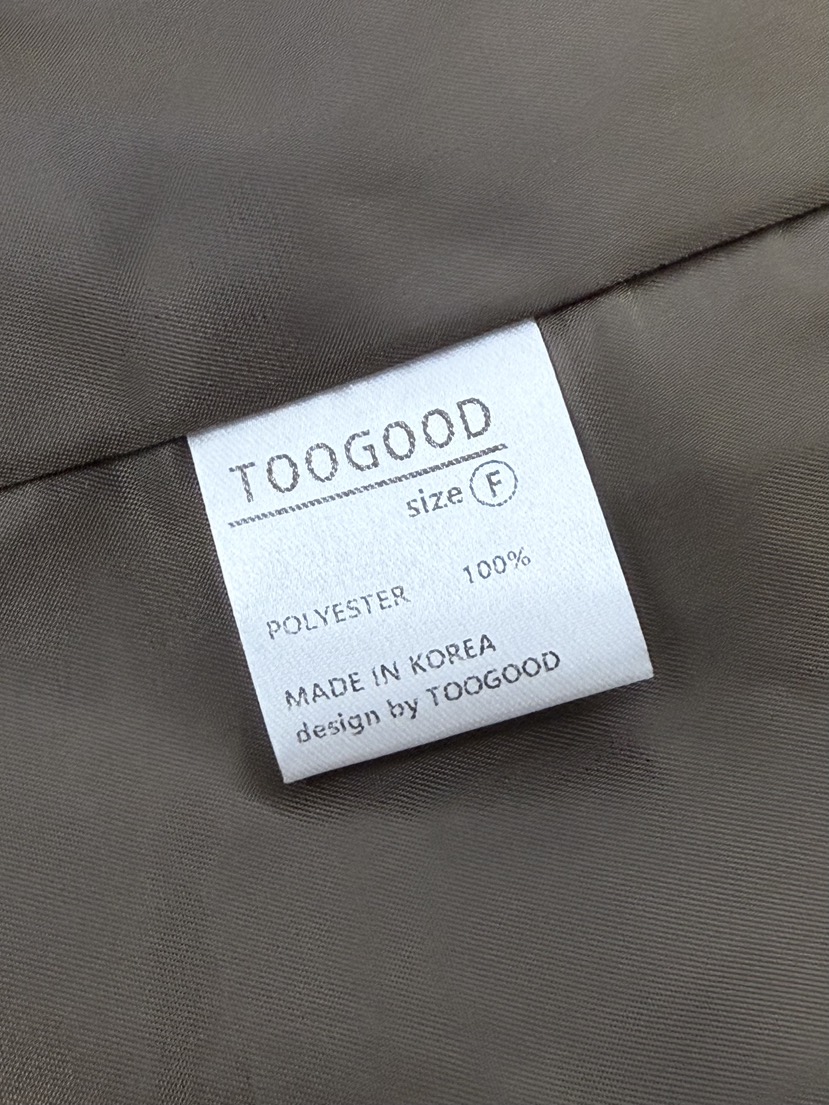 TOOGOOD
size F
POLYESTER 100%
MADE IN KOREA
design by TOOGOOD